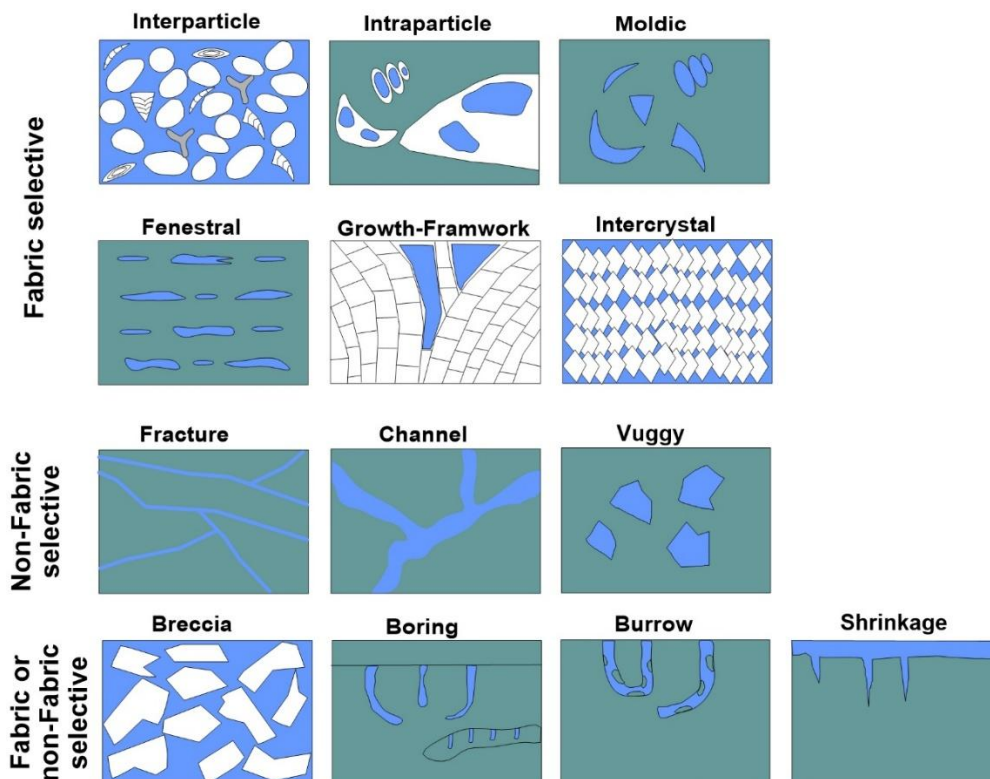 Interparticle
Intraparticle
Moldic
Fabric selective
Fenestral
Growth-Framwork
Intercrystal
Non-Fabric
selective
Fracture
Channel
Vuggy
Fabric or
non-Fabric
selective
Breccia
Boring
Burrow
Shrinkage